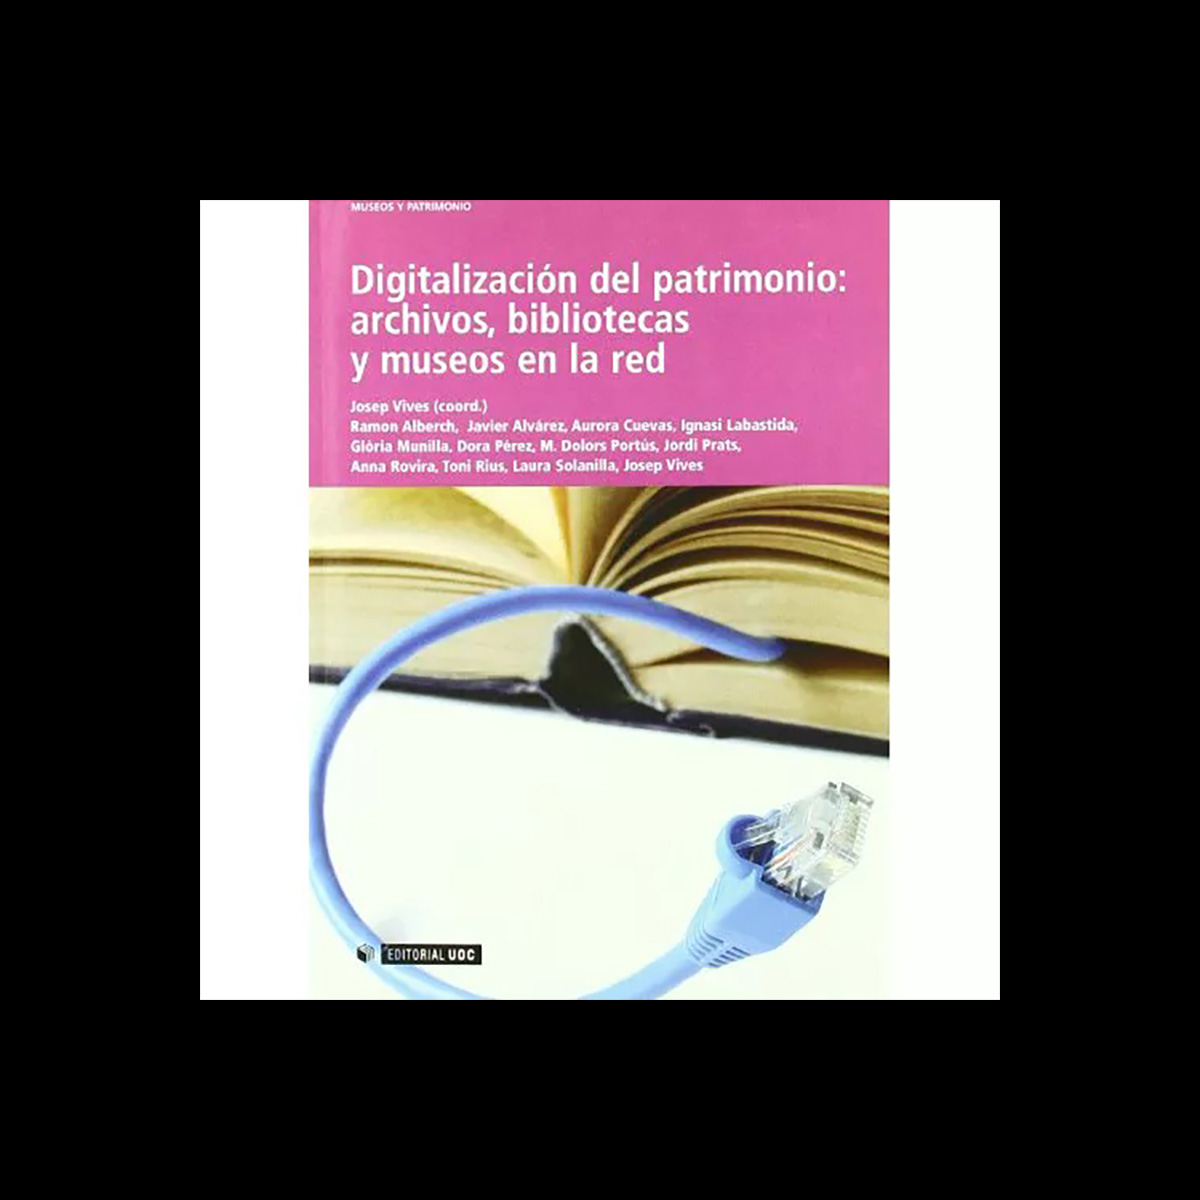 MUSEOS Y PATRIMONIO
Digitalización del patrimonio:
archivos, bibliotecas
y museos en la red
Josep Vives (coord.)
Ramon Alberch, Javier Alvárez, Aurora Cuevas, Ignasi Labastida,
Glória Munilla, Dora Pérez, M. Dolors Portús, Jordi Prats,
Anna Rovira, Toni Rius, Laura Solanilla, Josep Vives
EDITORIAL UOC